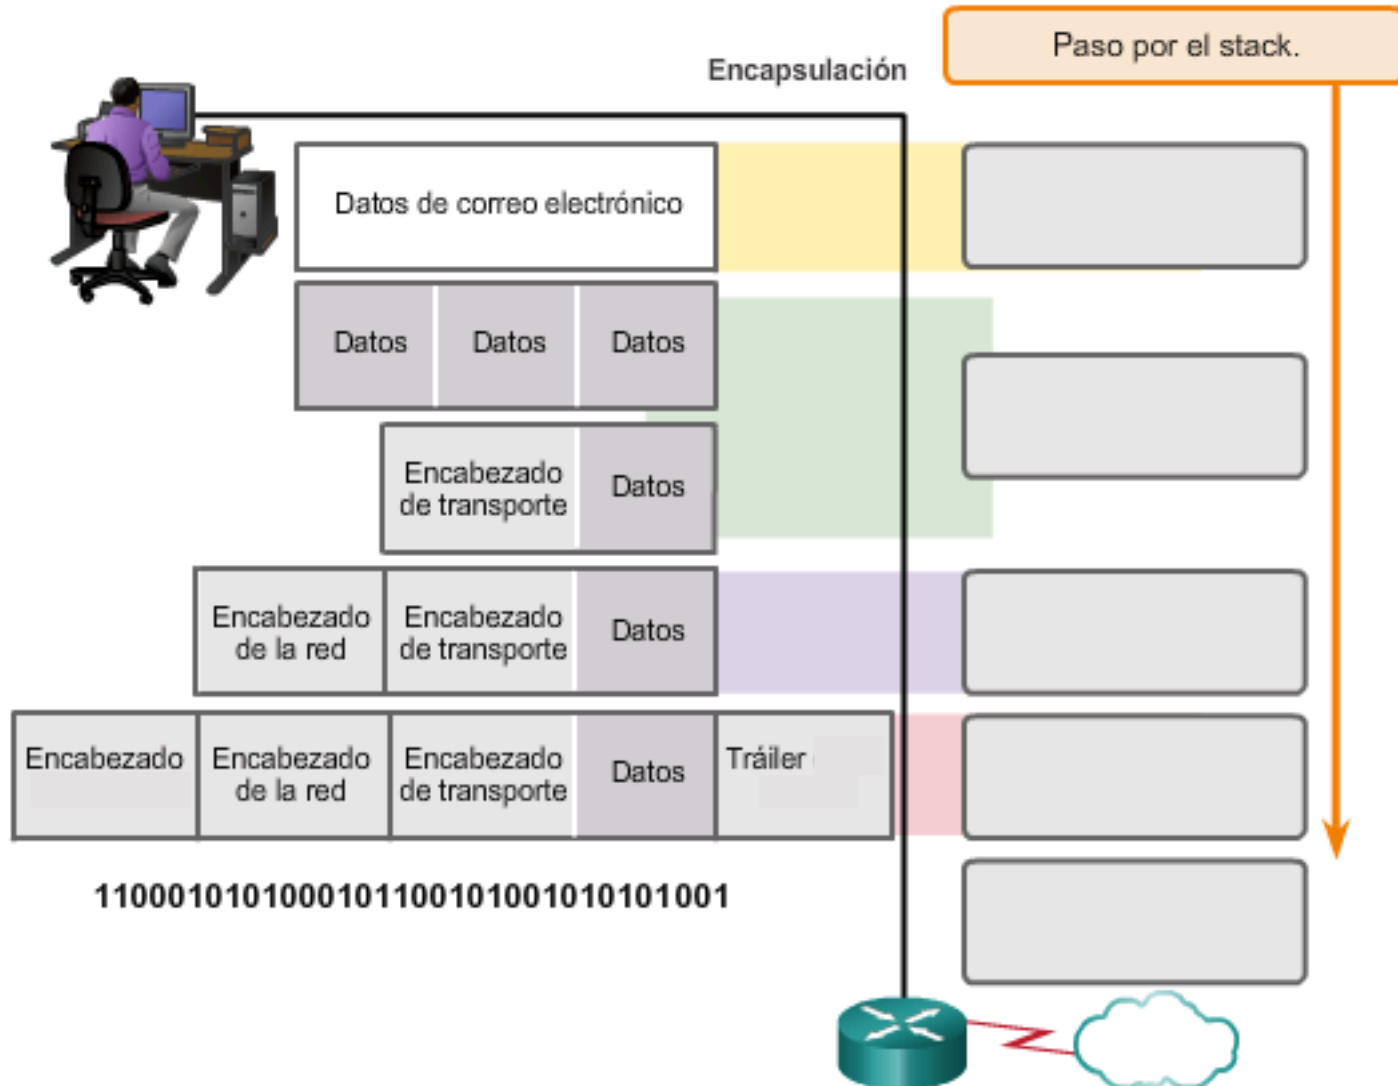 Paso por el stack.
Encapsulación
Datos de correo electrónico
Datos Datos Datos
Encabezado
de transporte
Datos
Encabezado
de la red
Encabezado
de transporte
Datos
Encabezado
Encabezado
de la red
Encabezado
de transporte
Datos
Tráiler
1100010101000101100101001010101001